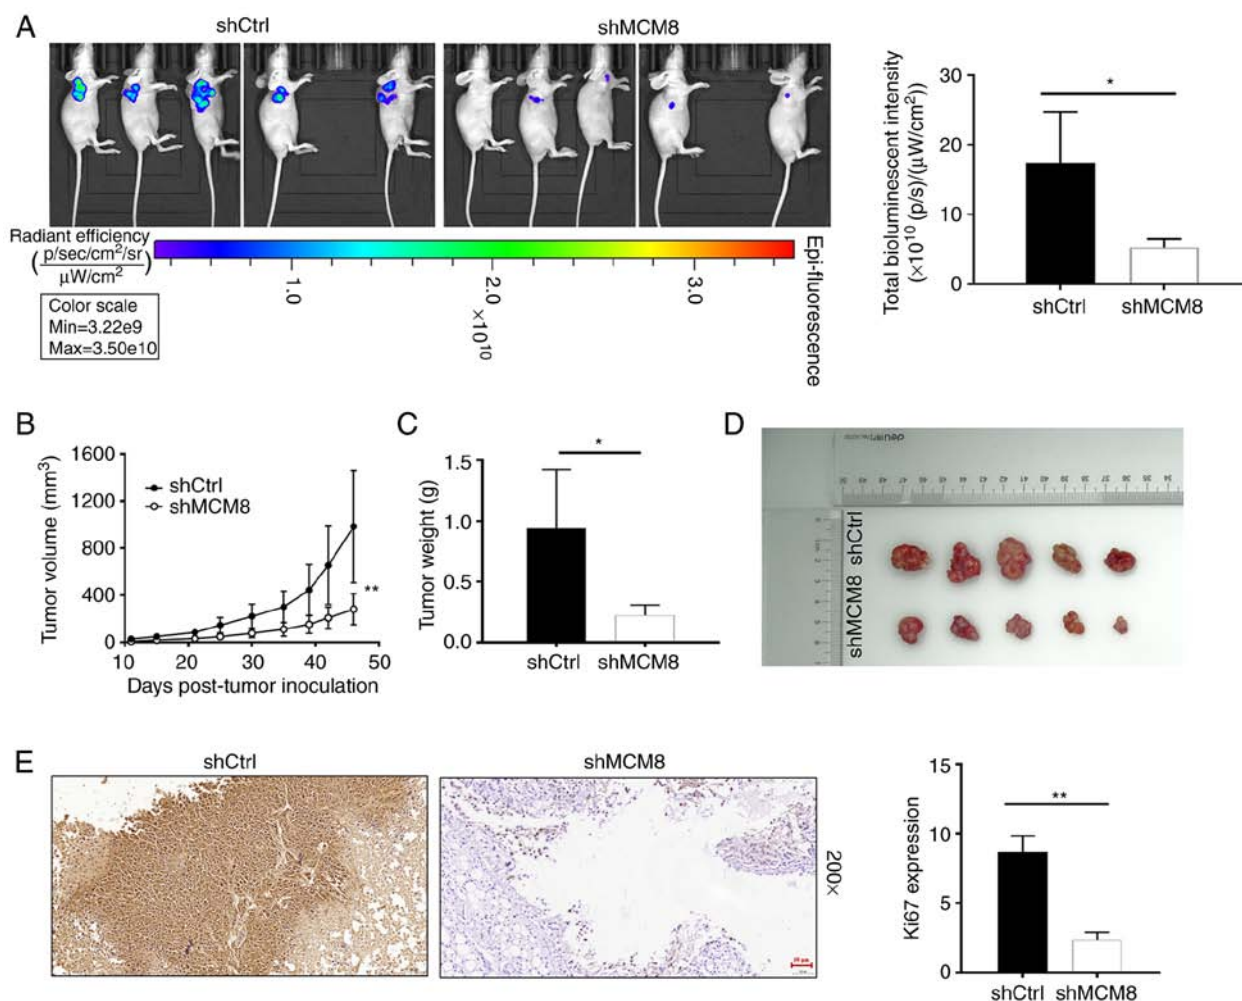 A
shCtrl
shMCM8
Radiant efficiency
(p/sec/cm²/sr
μW/cm²)
Color scale
Min=3.22e9
Max=3.50e10
1.0
2.0
3.0
×10¹⁰
Epi-fluorescence
Total bioluminescent intensity
(×10¹⁰ (p/s)/(μW/cm²)
30
20
10
0
*
shCtrl
shMCM8
B
Tumor volume (mm³)
1600
1200
800
400
0
shCtrl
shMCM8
**
10
20
30
40
50
Days post-tumor inoculation
C
Tumor weight (g)
1.5
1.0
0.5
0.0
*
shCtrl
shMCM8
D
shCtrl
shMCM8
E
shCtrl
shMCM8
200×
Ki67 expression
15
10
5
0
**
shCtrl
shMCM8